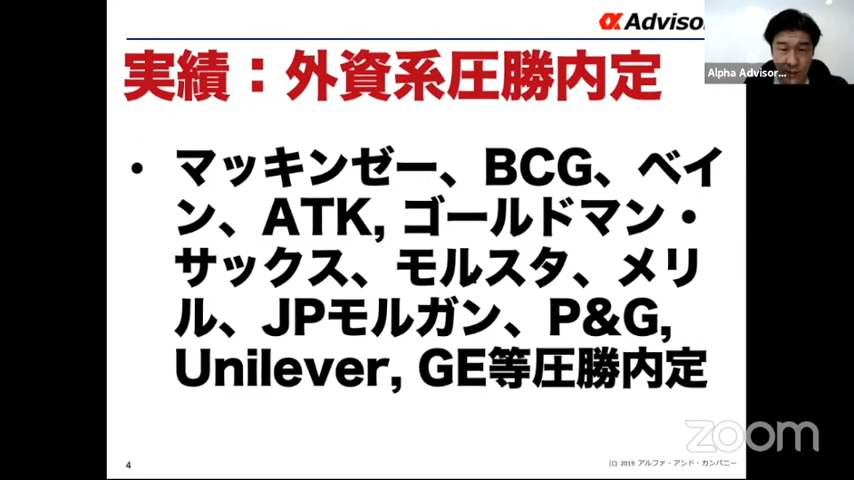 αAdvisor
Alpha Advisor...
実績：外資系圧勝内定
• マッキンゼー、BCG、ベイ
ン、ATK, ゴールドマン・
サックス、モルスタ、メリ
ル、JPモルガン、P&G,
Unilever, GE等圧勝内定
zoom
4
(C) 2019 アルファ・アンド・カンパニー